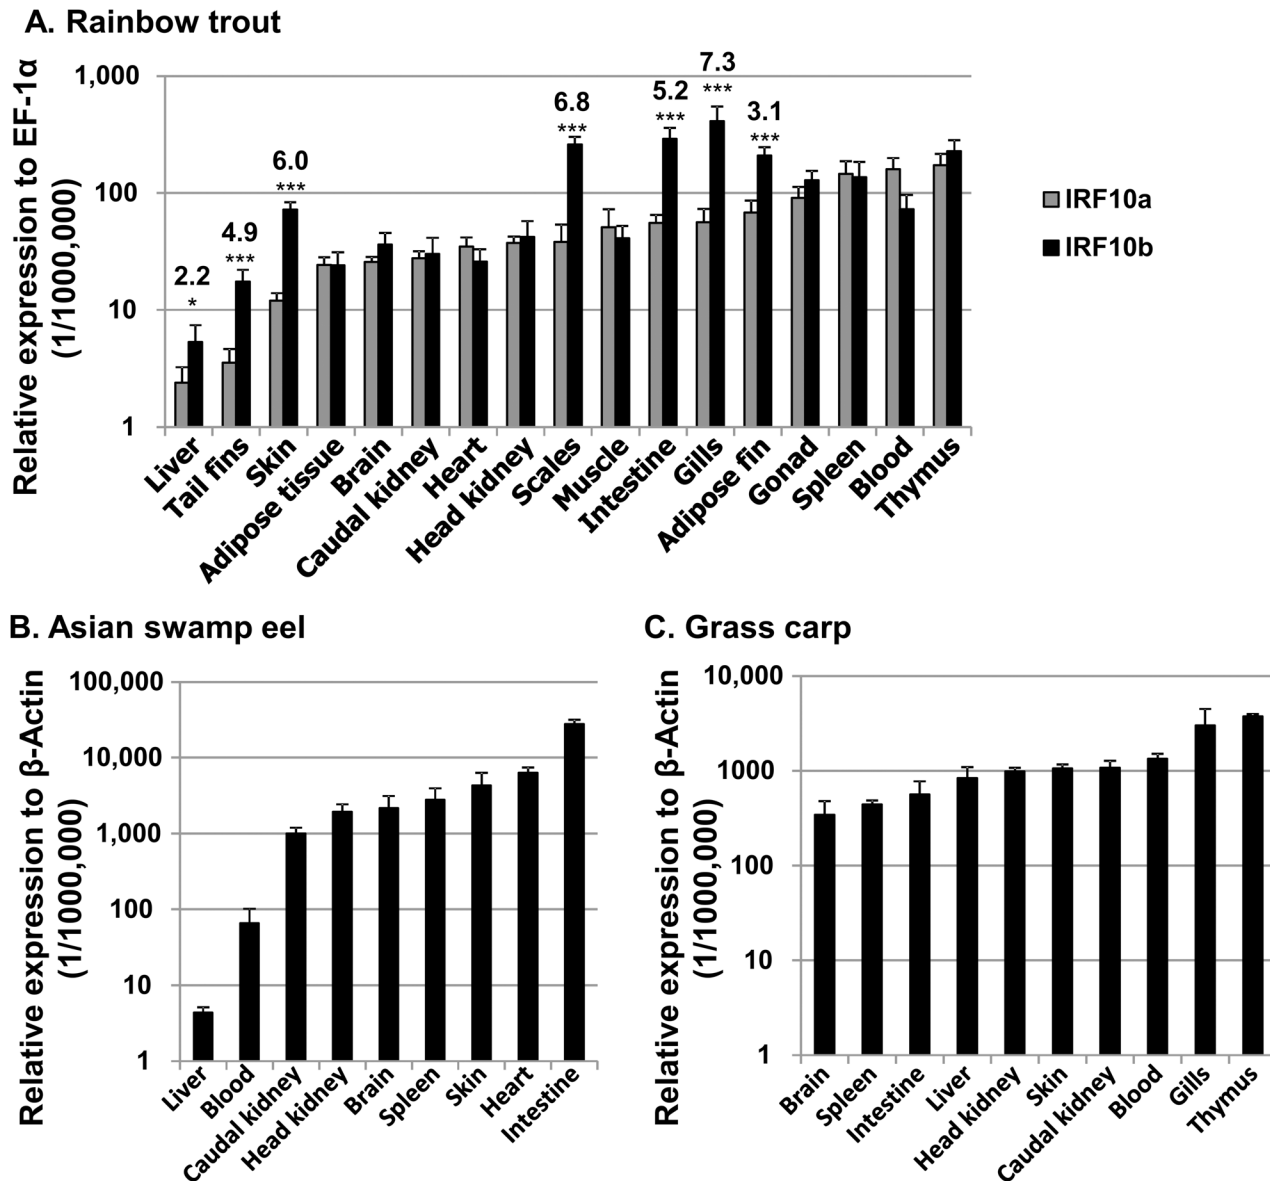 A. Rainbow trout
Relative expression to EF-1α
(1/1000,000)
1,000
100
10
1
2.2
*
4.9
***
6.0
***
6.8
***
5.2
***
7.3
***
3.1
***
IRF10a
IRF10b
Liver
Tail fins
Skin
Adipose tissue
Brain
Caudal kidney
Heart
Head kidney
Scales
Muscle
Intestine
Gills
Adipose fin
Gonad
Spleen
Blood
Thymus
B. Asian swamp eel
Relative expression to β-Actin
(1/1000,000)
100,000
10,000
1,000
100
10
1
Liver
Blood
Caudal kidney
Head kidney
Brain
Spleen
Skin
Heart
Intestine
C. Grass carp
Relative expression to β-Actin
(1/1000,000)
10,000
1000
100
10
1
Brain
Spleen
Intestine
Liver
Head kidney
Skin
Caudal kidney
Blood
Gills
Thymus